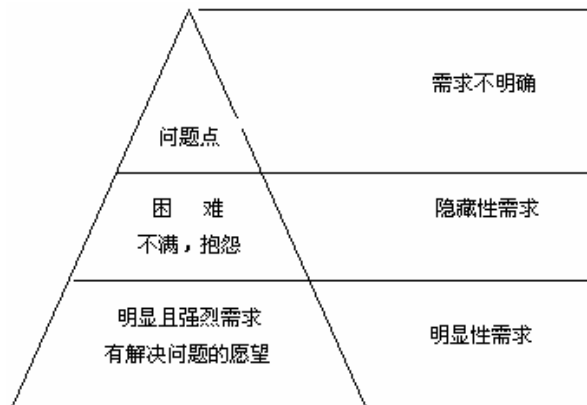 需求不明确
问题点
困 难
不满，抱怨
隐藏性需求
明显且强烈需求
有解决问题的愿望
明显性需求